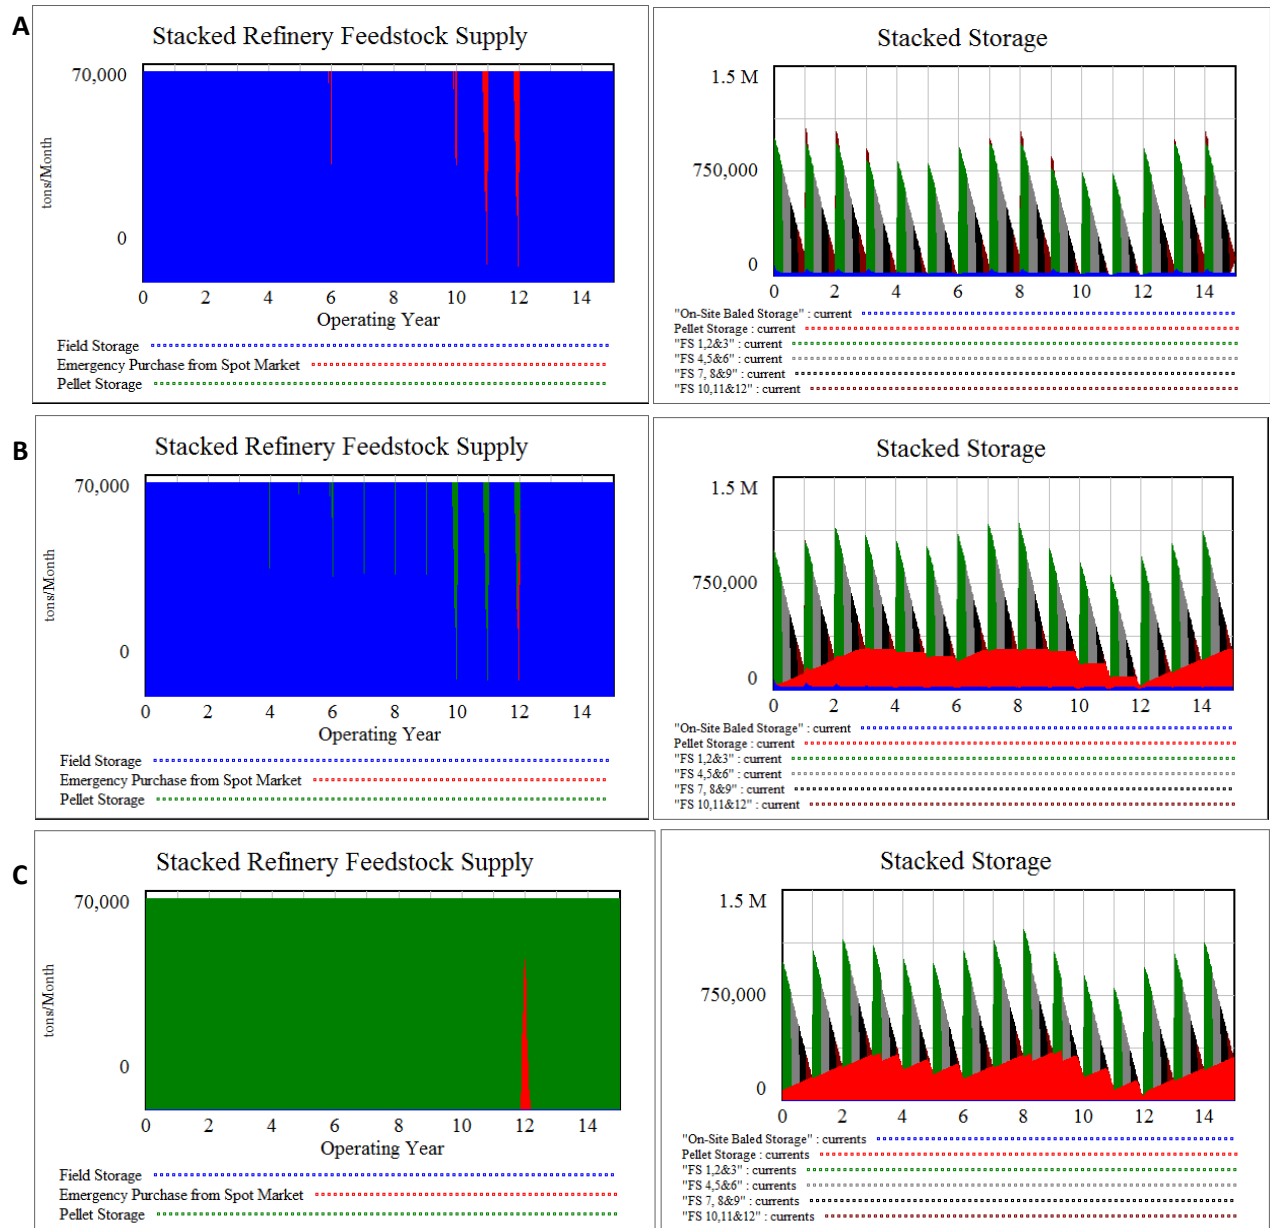 A
Stacked Refinery Feedstock Supply
70,000
tons/Month
0
0 2 4 6 8 10 12 14
Operating Year
Field Storage
Emergency Purchase from Spot Market
Pellet Storage
Stacked Storage
1.5 M
750,000
0
0 2 4 6 8 10 12 14
"On-Site Baled Storage" : current
Pellet Storage : current
"FS 1,2&3" : current
"FS 4,5&6" : current
"FS 7, 8&9" : current
"FS 10,11&12" : current
B
Stacked Refinery Feedstock Supply
70,000
tons/Month
0
0 2 4 6 8 10 12 14
Operating Year
Field Storage
Emergency Purchase from Spot Market
Pellet Storage
Stacked Storage
1.5 M
750,000
0
0 2 4 6 8 10 12 14
"On-Site Baled Storage" : current
Pellet Storage : current
"FS 1,2&3" : current
"FS 4,5&6" : current
"FS 7, 8&9" : current
"FS 10,11&12" : current
C
Stacked Refinery Feedstock Supply
70,000
tons/Month
0
0 2 4 6 8 10 12 14
Operating Year
Field Storage
Emergency Purchase from Spot Market
Pellet Storage
Stacked Storage
1.5 M
750,000
0
0 2 4 6 8 10 12 14
"On-Site Baled Storage" : currents
Pellet Storage : currents
"FS 1,2&3" : currents
"FS 4,5&6" : currents
"FS 7, 8&9" : currents
"FS 10,11&12" : currents